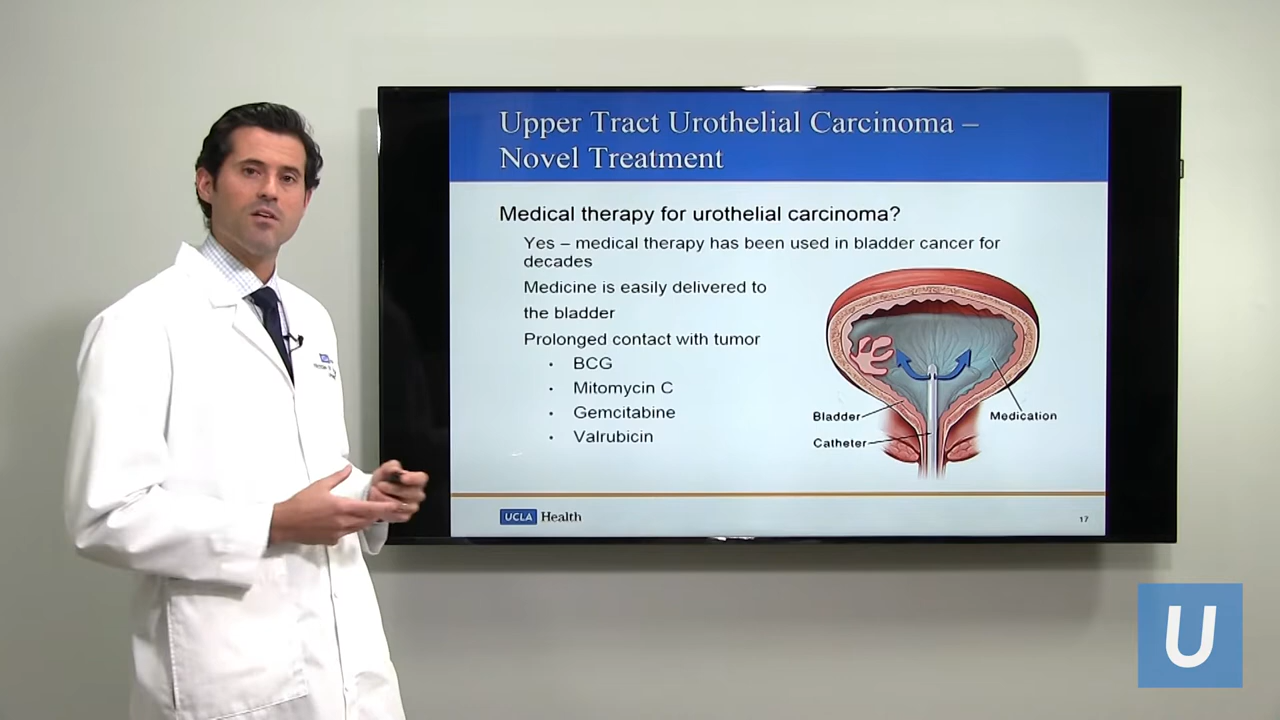 Upper Tract Urothelial Carcinoma –
Novel Treatment
Medical therapy for urothelial carcinoma?
Yes – medical therapy has been used in bladder cancer for
decades
Medicine is easily delivered to
the bladder
Prolonged contact with tumor
· BCG
· Mitomycin C
· Gemcitabine
· Valrubicin
Bladder
Medication
Catheter
UCLA Health
17
UCLA
U